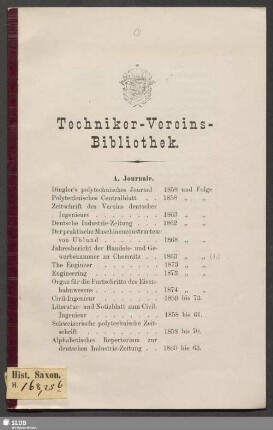 Techniker-Vereins-
Bibliothek.
A. Journale.
Dingler's polytechnisches Journal 1858 und Folge
Polytechnisches Centralblatt . . 1858 „ „
Zeitschrift des Vereins deutscher
Ingenieure . . . . . . 1863 „ „
Deutsche Industrie-Zeitung . . . 1862 „ „
Der praktische Maschinenconstructeur
von Uhland . . . . . . 1868 „ „
Jahresbericht der Handels- und Ge-
werbekammer zu Chemnitz . . 1863 „ „
The Engineer . . . . . . 1873 „ „
Engineering . . . . . . 1873 „ „
Organ für die Fortschritte des Eisen-
bahnwesens . . . . . . 1874 „ „
Civil-Ingenieur . . . . . . 1859 bis 73.
Literatur- und Notizblatt zum Civil-
Ingenieur . . . . . . 1858 bis 61.
Schweizerische polytechnische Zeit-
schrift . . . . . . 1858 bis 70.
Alphabetisches Repertorium zur
deutschen Industrie-Zeitung . . 1860 bis 63.
Hist. Saxon.
H. 168, 25 6
SLUB